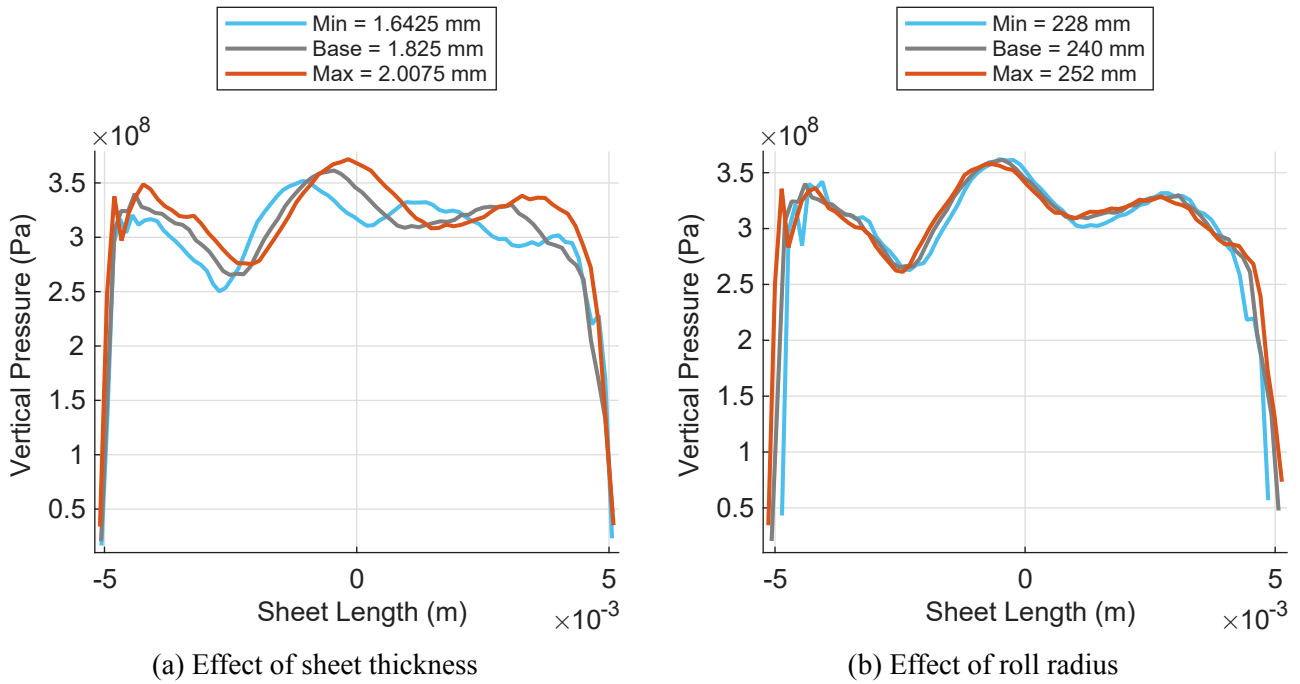 Min = 1.6425 mm
Base = 1.825 mm
Max = 2.0075 mm
×10^8
3.5
3
2.5
2
1.5
1
0.5
Vertical Pressure (Pa)
-5 0 5
Sheet Length (m)
×10^-3
(a) Effect of sheet thickness
Min = 228 mm
Base = 240 mm
Max = 252 mm
×10^8
3.5
3
2.5
2
1.5
1
0.5
Vertical Pressure (Pa)
-5 0 5
Sheet Length (m)
×10^-3
(b) Effect of roll radius